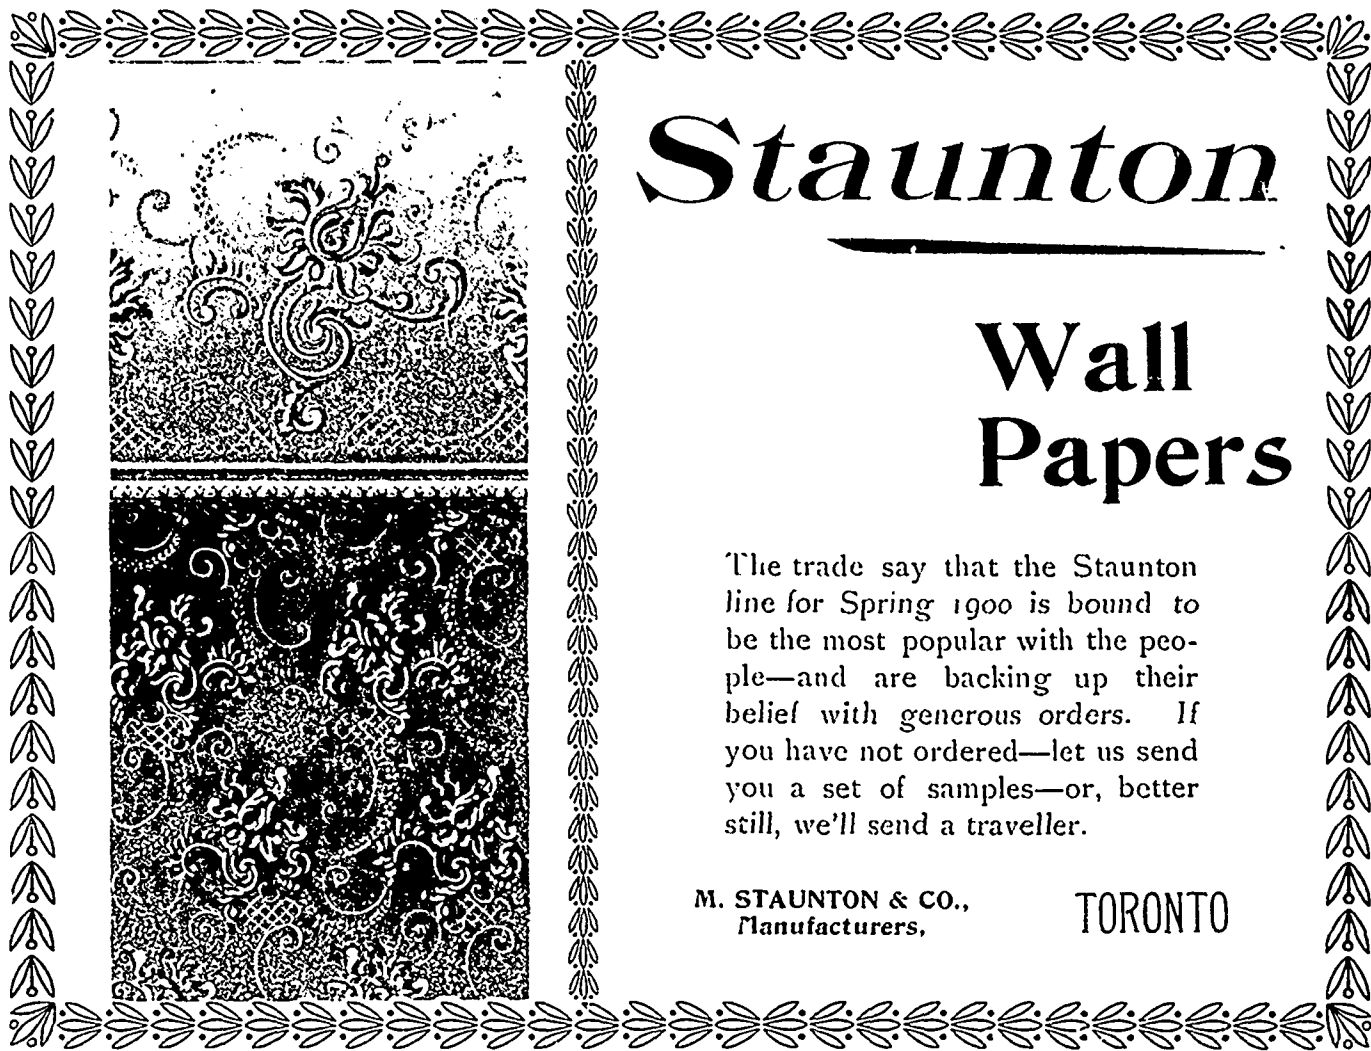 Staunton
Wall
Papers
The trade say that the Staunton
line for Spring 1900 is bound to
be the most popular with the peo-
ple—and are backing up their
belief with generous orders. If
you have not ordered—let us send
you a set of samples—or, better
still, we'll send a traveller.
M. STAUNTON & CO.,
Manufacturers,
TORONTO